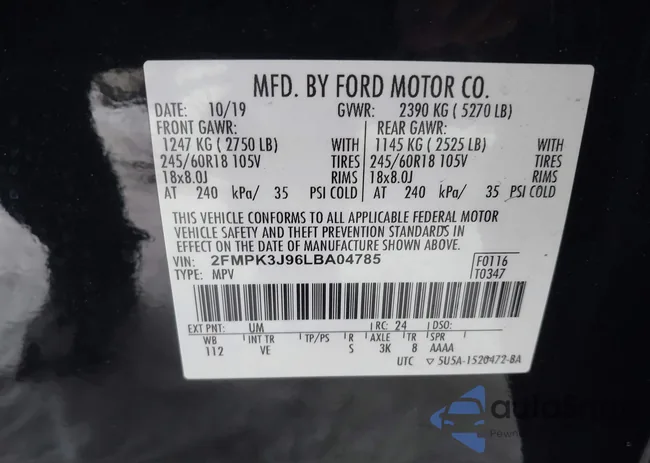 MFD. BY FORD MOTOR CO.
DATE: 10/19 GVWR: 2390 KG ( 5270 LB)
FRONT GAWR: REAR GAWR:
1247 KG ( 2750 LB) WITH 1145 KG ( 2525 LB) WITH
245/60R18 105V TIRES 245/60R18 105V TIRES
18x8.0J RIMS 18x8.0J RIMS
AT 240 kPa/ 35 PSI COLD AT 240 kPa/ 35 PSI COLD
THIS VEHICLE CONFORMS TO ALL APPLICABLE FEDERAL MOTOR
VEHICLE SAFETY AND THEFT PREVENTION STANDARDS IN
EFFECT ON THE DATE OF MANUFACTURE SHOWN ABOVE.
VIN: 2FMPK3J96LBA04785 F0116
TYPE: MPV T0347
EXT PNT: UM RC: 24 DSO:
WB INT TR TP/PS R AXLE TR SPR
112 VE S 3K 8 AAAA
UTC ▽ 5U5A-1520472-BA